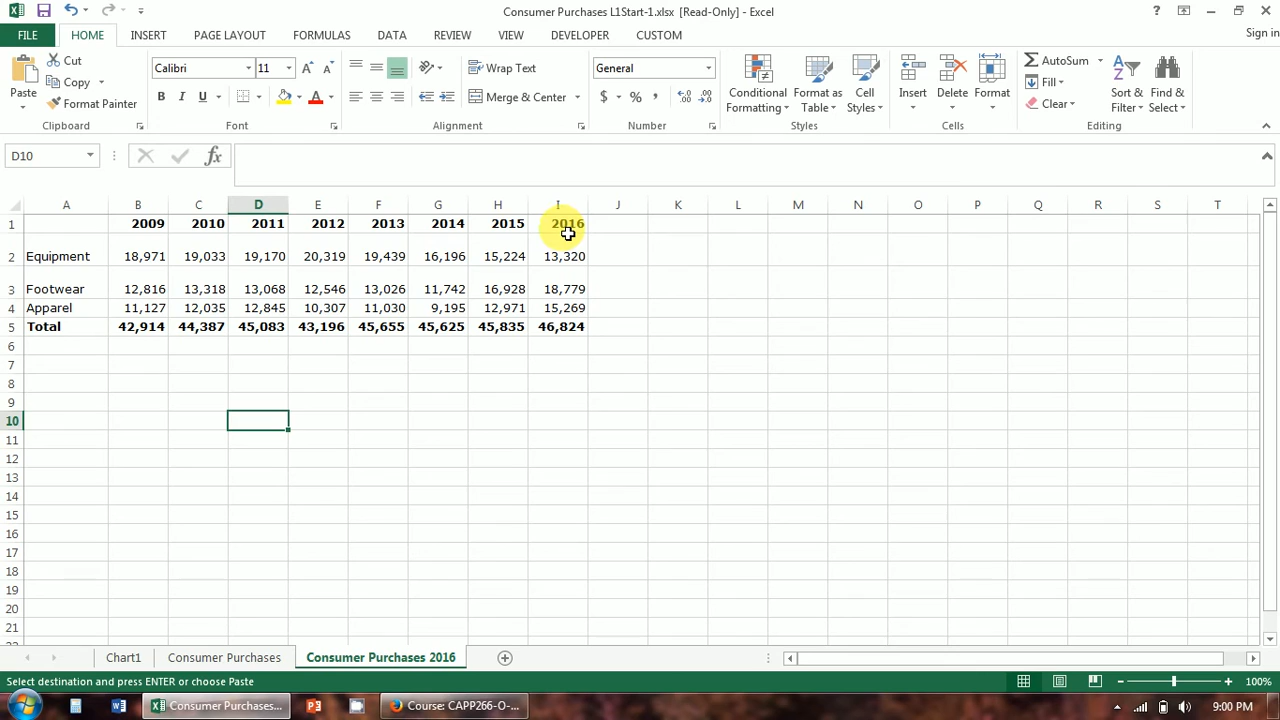 Consumer Purchases L1Start-1.xlsx [Read-Only] - Excel
FILE HOME INSERT PAGE LAYOUT FORMULAS DATA REVIEW VIEW DEVELOPER CUSTOM Sign in
Paste
Cut
Copy
Format Painter
Calibri 11
B I U
Wrap Text
Merge & Center
General
$ % ,
Conditional Formatting
Format as Table
Cell Styles
Insert
Delete
Format
AutoSum
Fill
Clear
Sort & Filter
Find & Select
Clipboard Font Alignment Number Styles Cells Editing
D10 fx
A B C D E F G H I J K L M N O P Q R S T
1 2009 2010 2011 2012 2013 2014 2015 2016
2 Equipment 18,971 19,033 19,170 20,319 19,439 16,196 15,224 13,320
3 Footwear 12,816 13,318 13,068 12,546 13,026 11,742 16,928 18,779
4 Apparel 11,127 12,035 12,845 10,307 11,030 9,195 12,971 15,269
5 Total 42,914 44,387 45,083 43,196 45,655 45,625 45,835 46,824
6
7
8
9
10
11
12
13
14
15
16
17
18
19
20
21
Chart1 Consumer Purchases Consumer Purchases 2016
Select destination and press ENTER or choose Paste 100%
Consumer Purchases... Course: CAPP266-O-... 9:00 PM